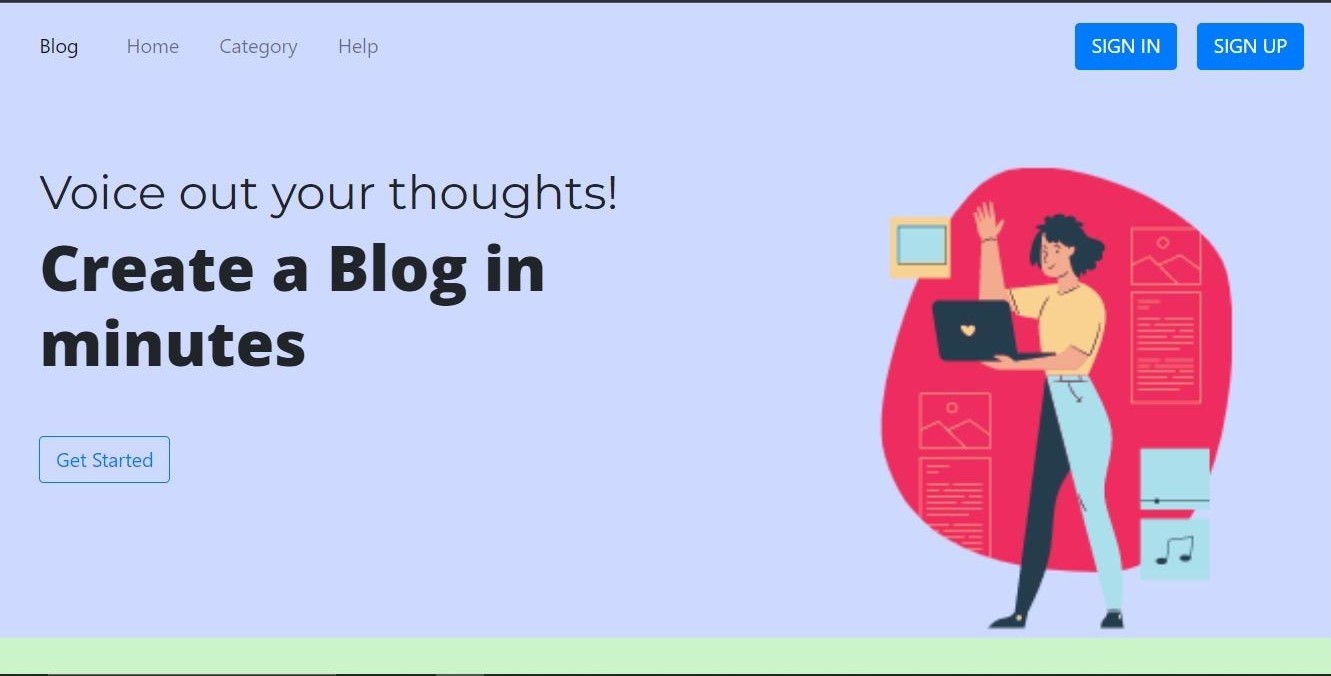 Blog Home Category Help SIGN IN SIGN UP
Voice out your thoughts!
Create a Blog in
minutes
Get Started